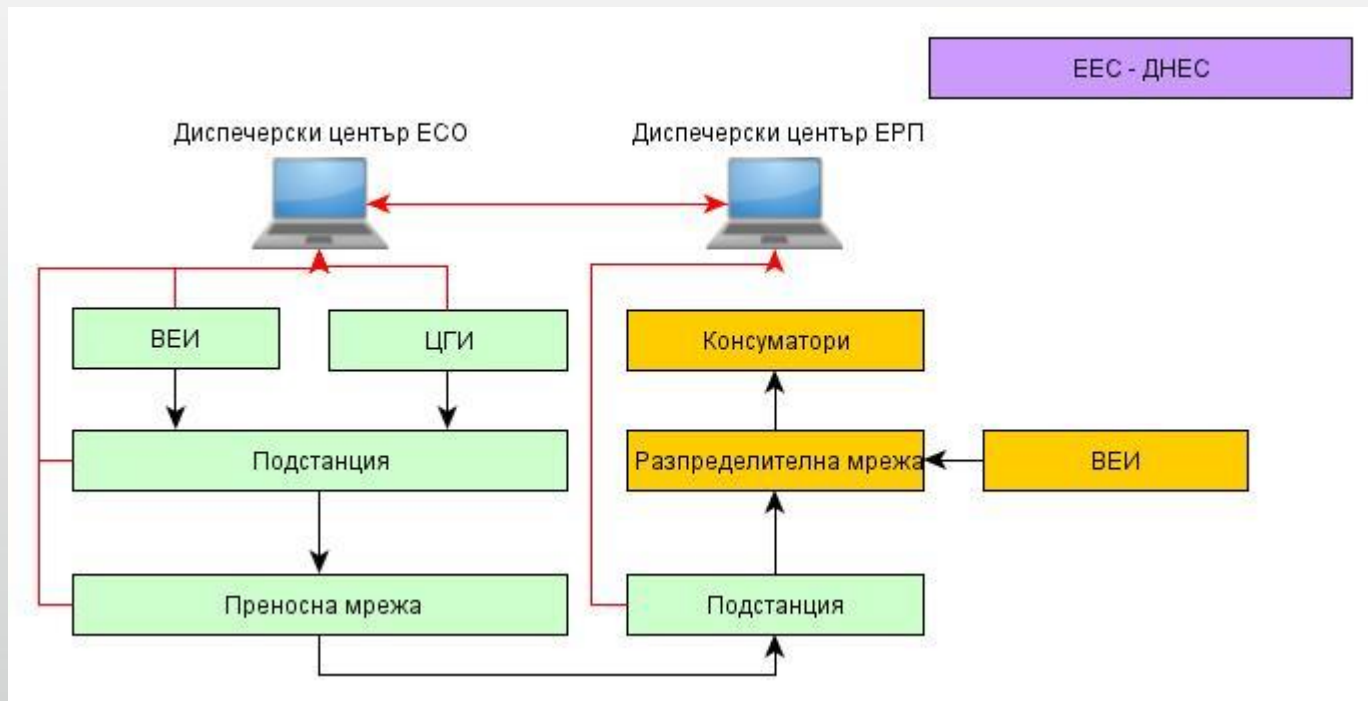 ЕЕС - ДНЕС
Диспечерски център ЕСО
Диспечерски център ЕРП
ВЕИ
ЦГИ
Консуматори
Подстанция
Разпределителна мрежа
ВЕИ
Преносна мрежа
Подстанция